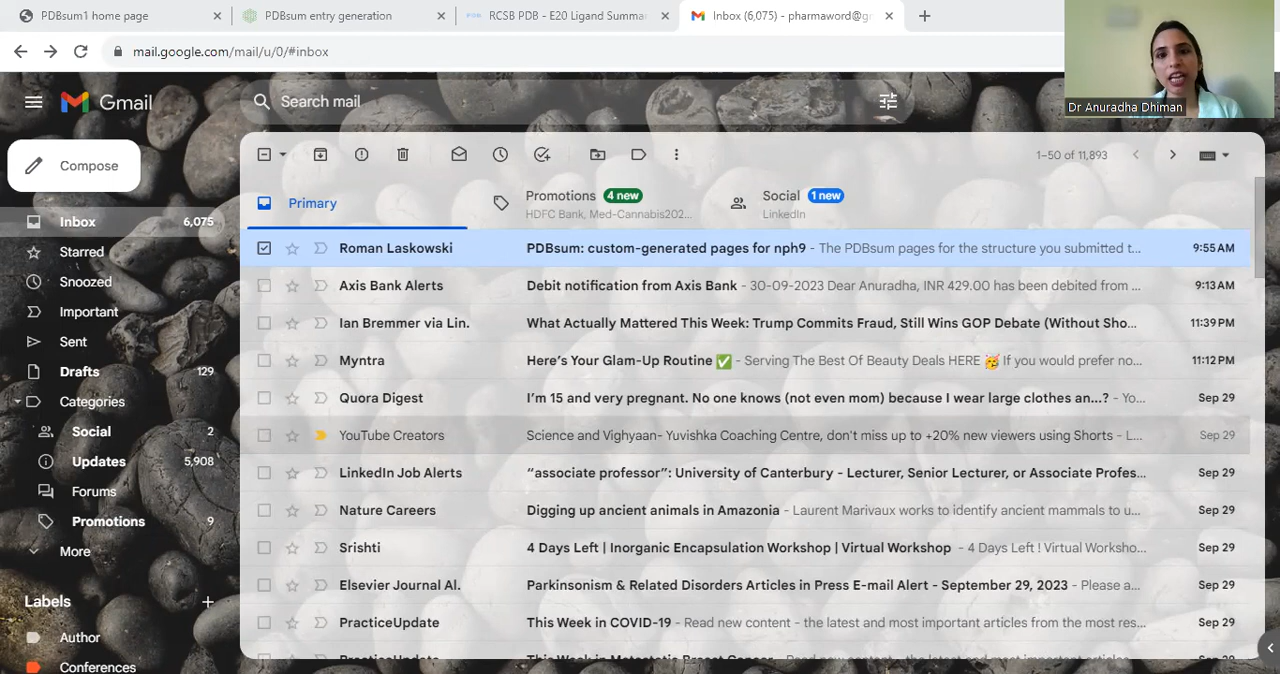 PDBsum1 home page
PDBsum entry generation
RCSB PDB - E20 Ligand Summa
Inbox (6,075) - pharmaword@g
mail.google.com/mail/u/0/#inbox
Dr Anuradha Dhiman
Gmail
Search mail
Compose
1–50 of 11,893
Primary
Promotions 4 new
HDFC Bank, Med-Cannabis202...
Social 1 new
LinkedIn
Inbox 6,075
Starred
Snoozed
Important
Sent
Drafts 129
Categories
Social 2
Updates 5,908
Forums
Promotions 9
More
Labels
Author
Conferences
Roman Laskowski PDBsum: custom-generated pages for nph9 - The PDBsum pages for the structure you submitted t... 9:55 AM
Axis Bank Alerts Debit notification from Axis Bank - 30-09-2023 Dear Anuradha, INR 429.00 has been debited from ... 9:13 AM
Ian Bremmer via Lin. What Actually Mattered This Week: Trump Commits Fraud, Still Wins GOP Debate (Without Sho... 11:39 PM
Myntra Here’s Your Glam-Up Routine ✅ - Serving The Best Of Beauty Deals HERE 🥳 If you would prefer no... 11:12 PM
Quora Digest I’m 15 and very pregnant. No one knows (not even mom) because I wear large clothes an...? - Yo... Sep 29
YouTube Creators Science and Vighyaan- Yuvishka Coaching Centre, don't miss up to +20% new viewers using Shorts - L... Sep 29
LinkedIn Job Alerts “associate professor”: University of Canterbury - Lecturer, Senior Lecturer, or Associate Profes... Sep 29
Nature Careers Digging up ancient animals in Amazonia - Laurent Marivaux works to identify ancient mammals to u... Sep 29
Srishti 4 Days Left | Inorganic Encapsulation Workshop | Virtual Workshop - 4 Days Left ! Virtual Worksho... Sep 29
Elsevier Journal Al. Parkinsonism & Related Disorders Articles in Press E-mail Alert - September 29, 2023 - Please a... Sep 29
PracticeUpdate This Week in COVID-19 - Read new content - the latest and most important articles from the most res... Sep 29